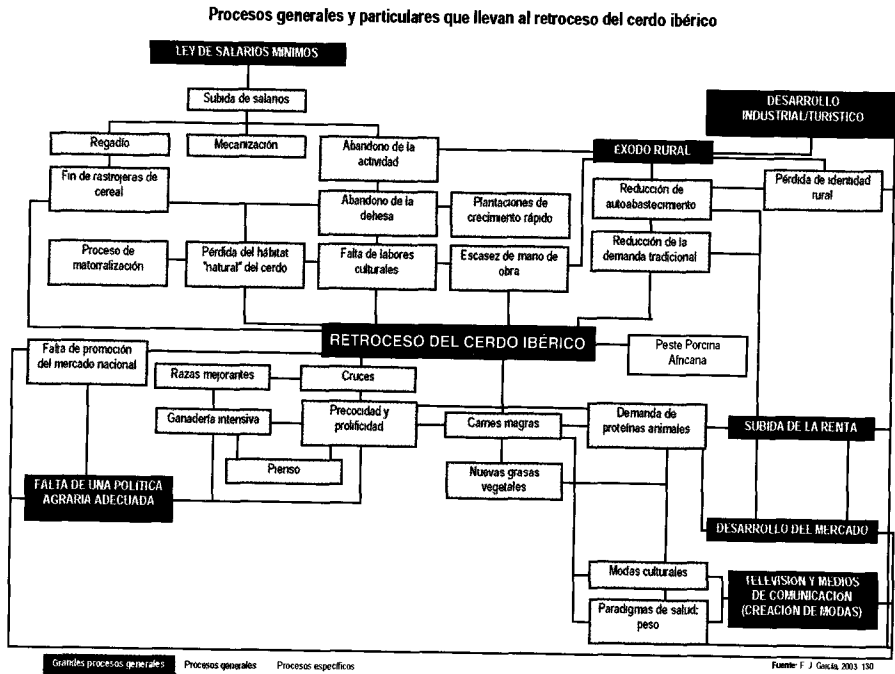 Procesos generales y particulares que llevan al retroceso del cerdo ibérico
LEY DE SALARIOS MINIMOS
Subida de salarios
DESARROLLO
INDUSTRIAL/TURISTICO
Regadío
Mecanización
Abandono de la
actividad
EXODO RURAL
Fin de rastrojeras de
cereal
Abandono de la
dehesa
Plantaciones de
crecimiento rápido
Reducción de
autoabastecimiento
Pérdida de identidad
rural
Proceso de
matorralización
Pérdida del hábitat
"natural" del cerdo
Falta de labores
culturales
Escasez de mano de
obra
Reducción de la
demanda tradicional
RETROCESO DEL CERDO IBÉRICO
Peste Porcina
Africana
Falta de promoción
del mercado nacional
Razas mejorantes
Cruces
Ganadería intensiva
Precocidad y
prolificidad
Carnes magras
Demanda de
proteínas animales
SUBIDA DE LA RENTA
Pienso
Nuevas grasas
vegetales
FALTA DE UNA POLÍTICA
AGRARIA ADECUADA
DESARROLLO DEL MERCADO
Modas culturales
Paradigmas de salud:
peso
TELEVISION Y MEDIOS
DE COMUNICACION
(CREACIÓN DE MODAS)
Grandes procesos generales Procesos generales Procesos específicos
Fuente: F. J. García, 2003: 130